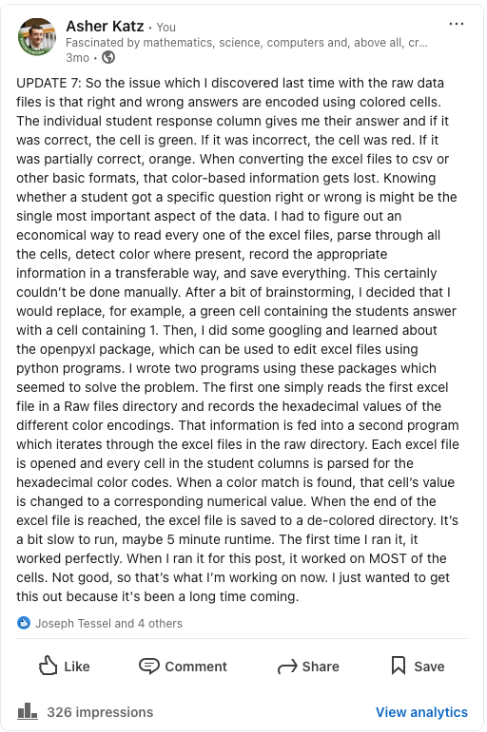 Asher Katz • You
Fascinated by mathematics, science, computers and, above all, cr...
3mo •
UPDATE 7: So the issue which I discovered last time with the raw data
files is that right and wrong answers are encoded using colored cells.
The individual student response column gives me their answer and if it
was correct, the cell is green. If it was incorrect, the cell was red. If it
was partially correct, orange. When converting the excel files to csv or
other basic formats, that color-based information gets lost. Knowing
whether a student got a specific question right or wrong is might be the
single most important aspect of the data. I had to figure out an
economical way to read every one of the excel files, parse through all
the cells, detect color where present, record the appropriate
information in a transferable way, and save everything. This certainly
couldn't be done manually. After a bit of brainstorming, I decided that I
would replace, for example, a green cell containing the students answer
with a cell containing 1. Then, I did some googling and learned about
the openpyxl package, which can be used to edit excel files using
python programs. I wrote two programs using these packages which
seemed to solve the problem. The first one simply reads the first excel
file in a Raw files directory and records the hexadecimal values of the
different color encodings. That information is fed into a second program
which iterates through the excel files in the raw directory. Each excel file
is opened and every cell in the student columns is parsed for the
hexadecimal color codes. When a color match is found, that cell's value
is changed to a corresponding numerical value. When the end of the
excel file is reached, the excel file is saved to a de-colored directory. It's
a bit slow to run, maybe 5 minute runtime. The first time I ran it, it
worked perfectly. When I ran it for this post, it worked on MOST of the
cells. Not good, so that's what I'm working on now. I just wanted to get
this out because it's been a long time coming.
Joseph Tessel and 4 others
Like Comment Share Save
326 impressions View analytics